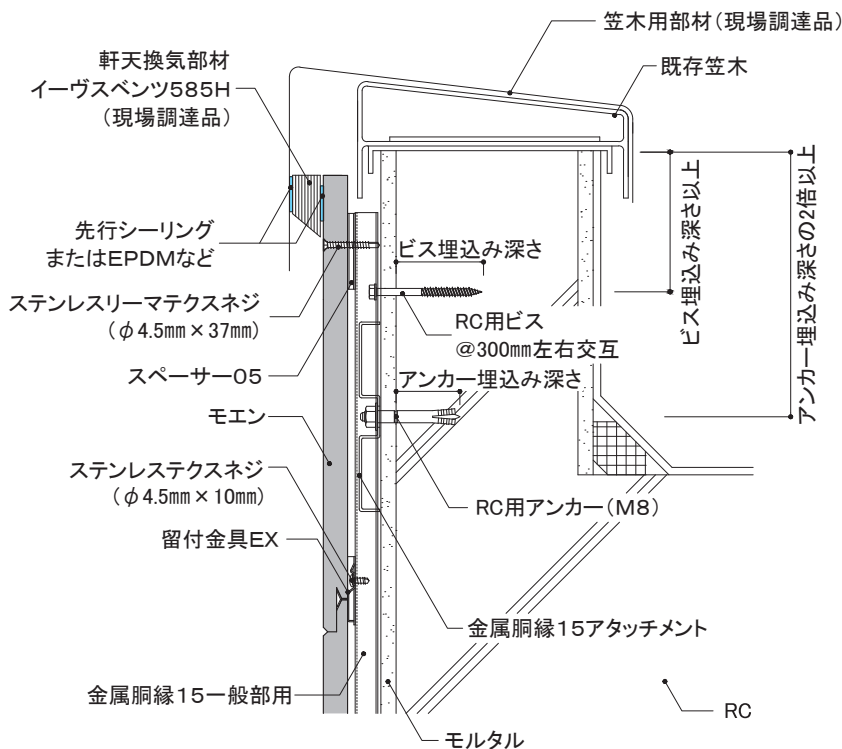 笠木用部材（現場調達品）
既存笠木
軒天換気部材
イーヴスベンツ585H
（現場調達品）
先行シーリング
またはEPDMなど
ステンレスリーマテクスネジ
（φ4.5mm×37mm）
スペーサー05
モエン
ステンレステクスネジ
（φ4.5mm×10mm）
留付金具EX
金属胴縁15一般部用
ビス埋込み深さ
RC用ビス
@300mm左右交互
アンカー埋込み深さ
RC用アンカー（M8）
金属胴縁15アタッチメント
モルタル
RC
ビス埋込み深さ以上
アンカー埋込み深さの2倍以上